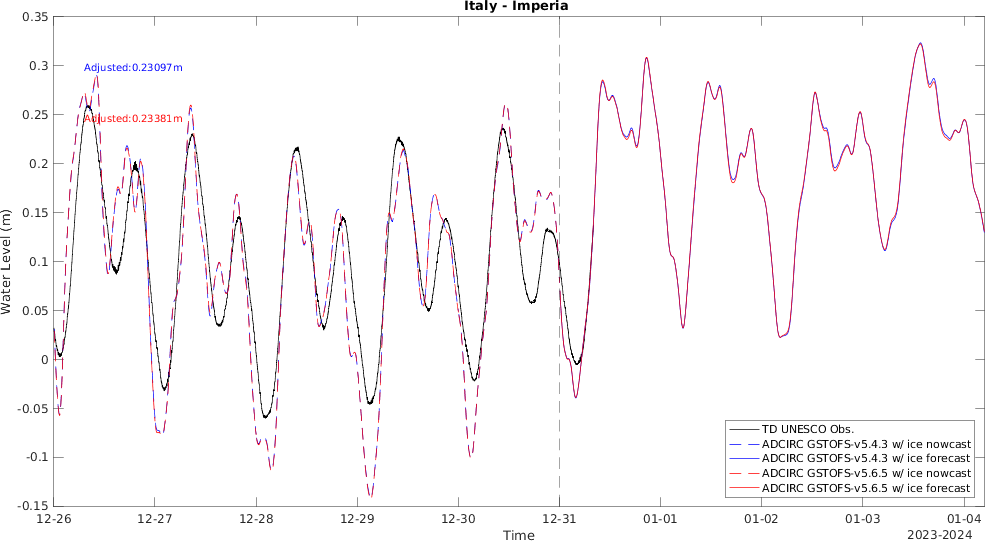 Italy - Imperia
0.35
0.3
0.25
0.2
0.15
0.1
0.05
0
-0.05
-0.1
-0.15
Water Level (m)
Adjusted:0.23097m
Adjusted:0.23381m
TD UNESCO Obs.
ADCIRC GSTOFS-v5.4.3 w/ ice nowcast
ADCIRC GSTOFS-v5.4.3 w/ ice forecast
ADCIRC GSTOFS-v5.6.5 w/ ice nowcast
ADCIRC GSTOFS-v5.6.5 w/ ice forecast
12-26 12-27 12-28 12-29 12-30 12-31 01-01 01-02 01-03 01-04
Time
2023-2024